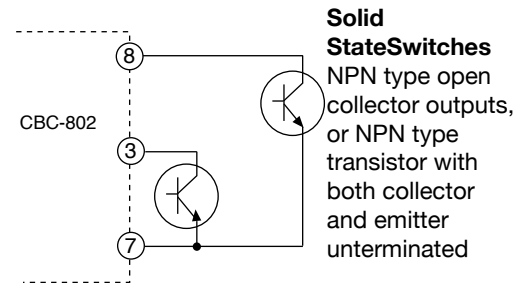 Solid
StateSwitches
NPN type open
collector outputs,
or NPN type
transistor with
both collector
and emitter
unterminated
CBC-802
8
3
7